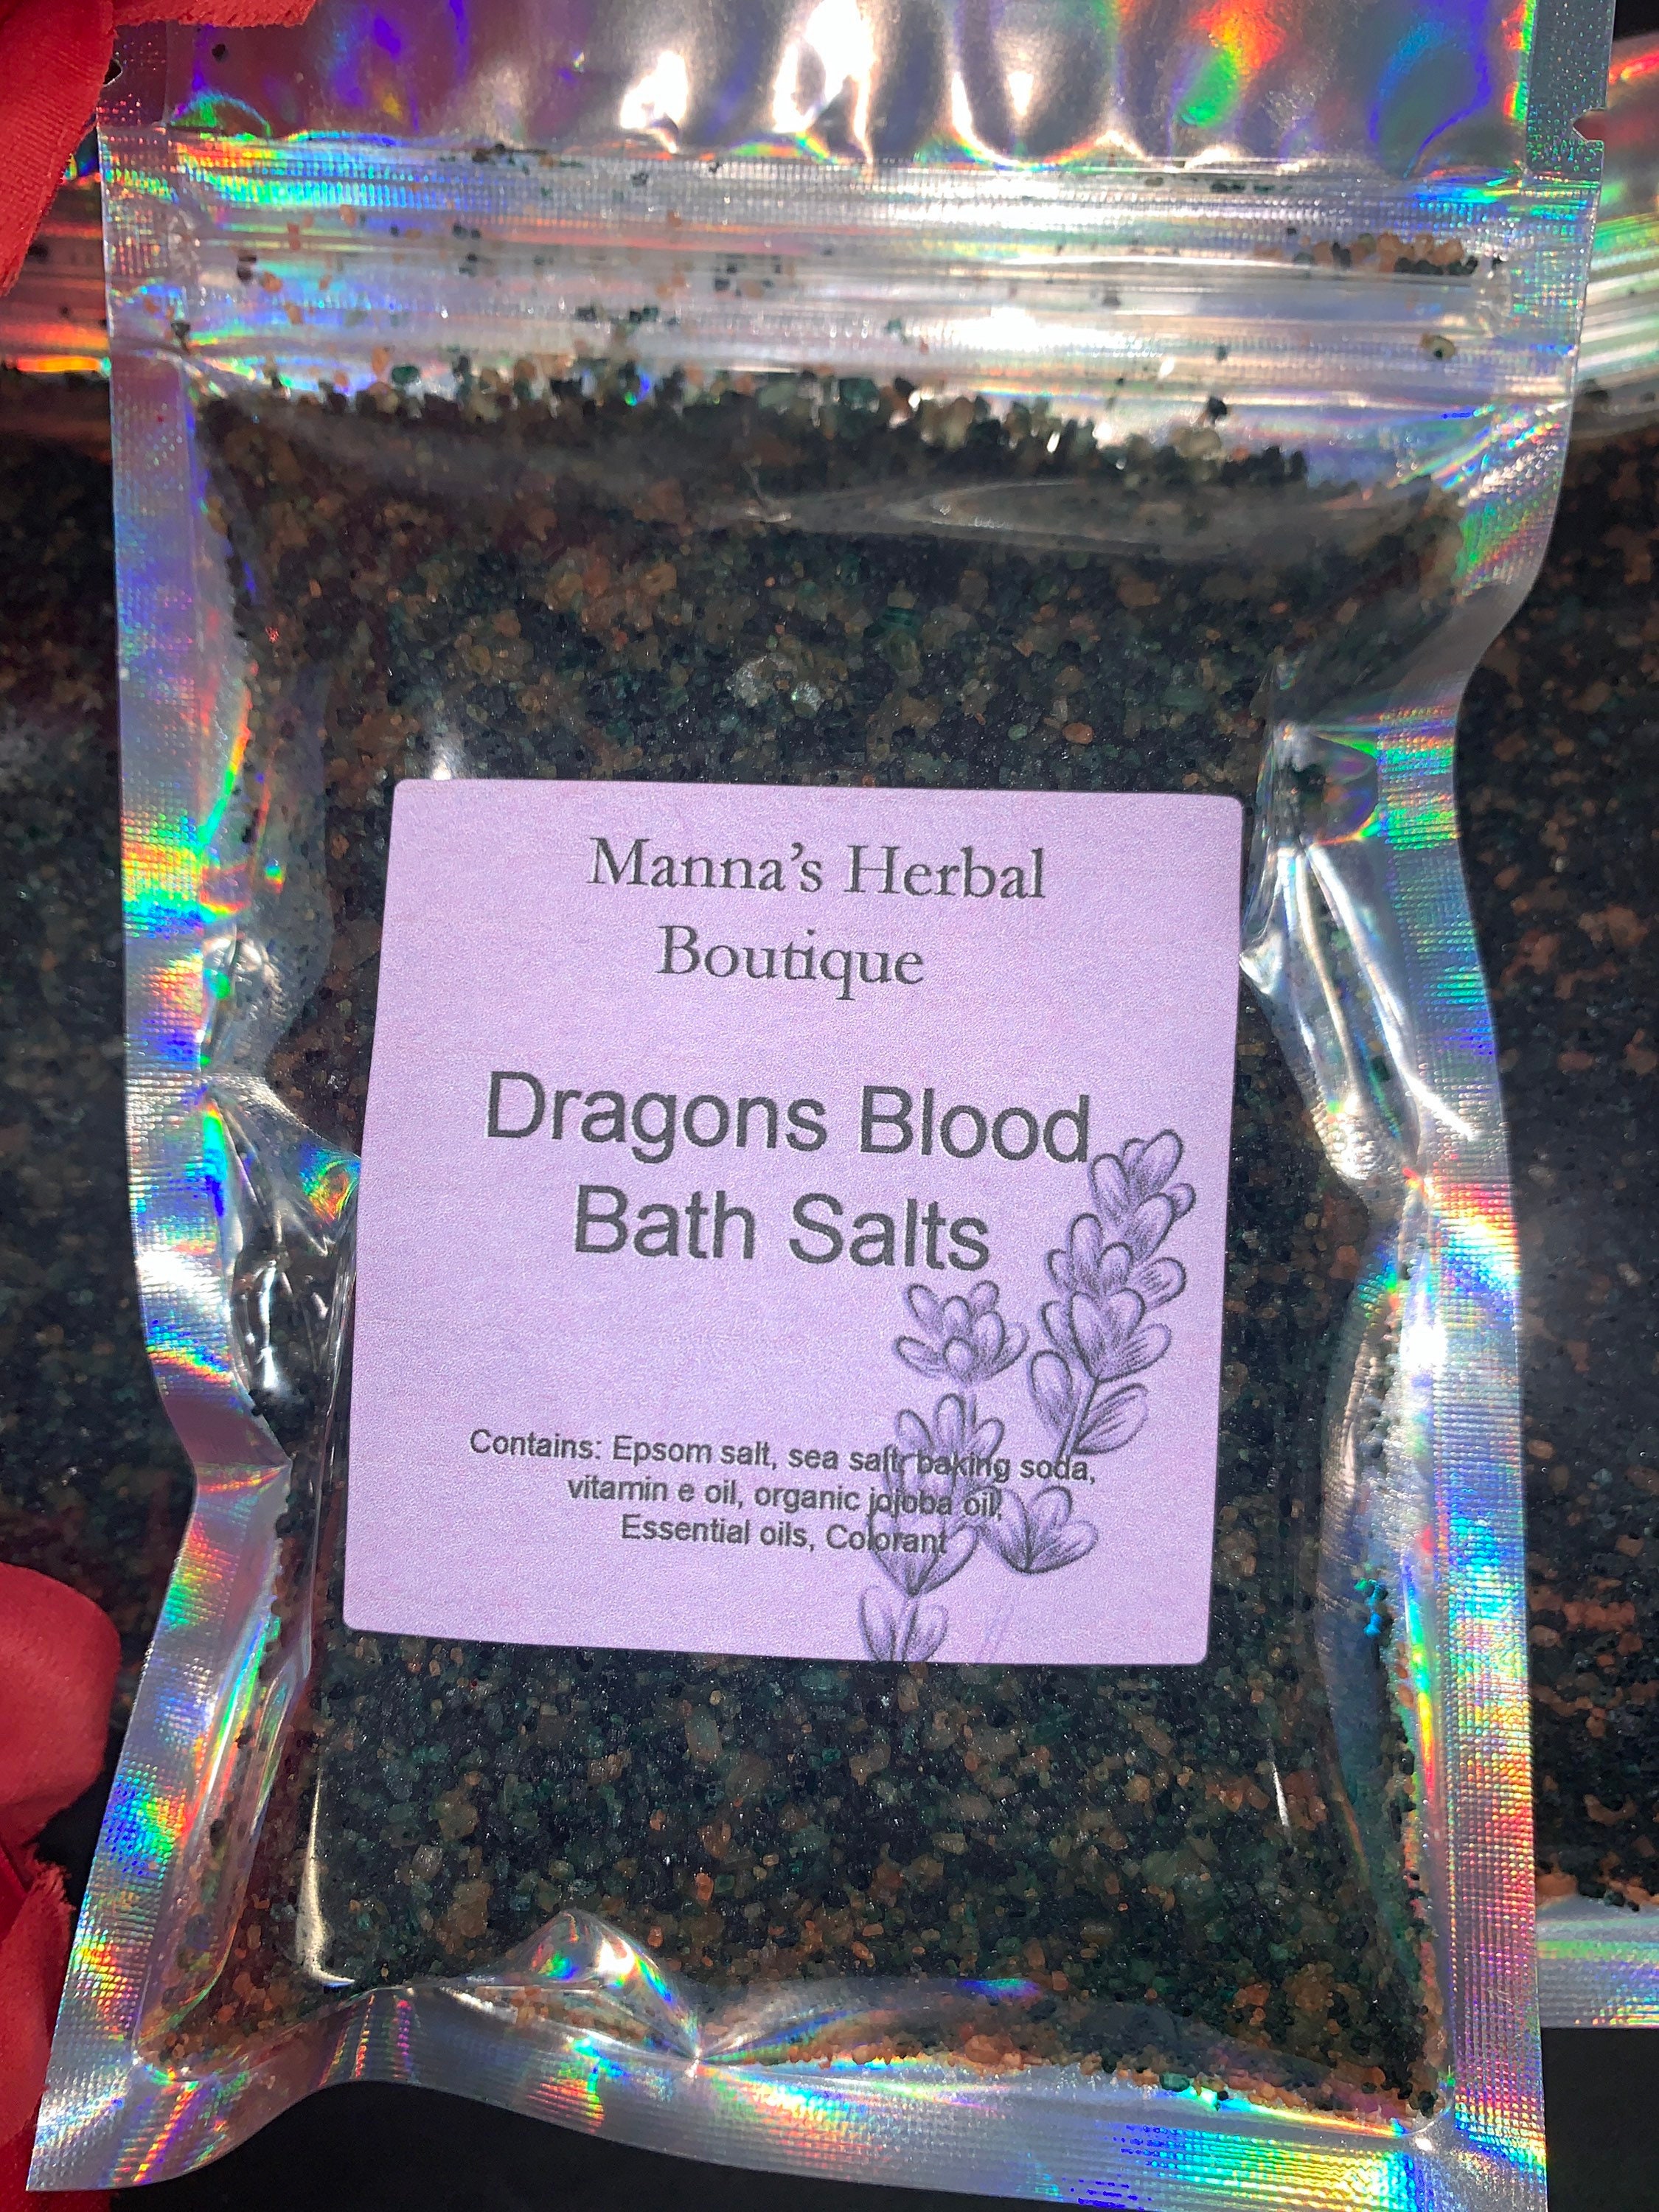 Manna’s Herbal
Boutique
Dragons Blood
Bath Salts
Contains: Epsom salt, sea salt, baking soda,
vitamin e oil, organic jojoba oil,
Essential oils, Colorant